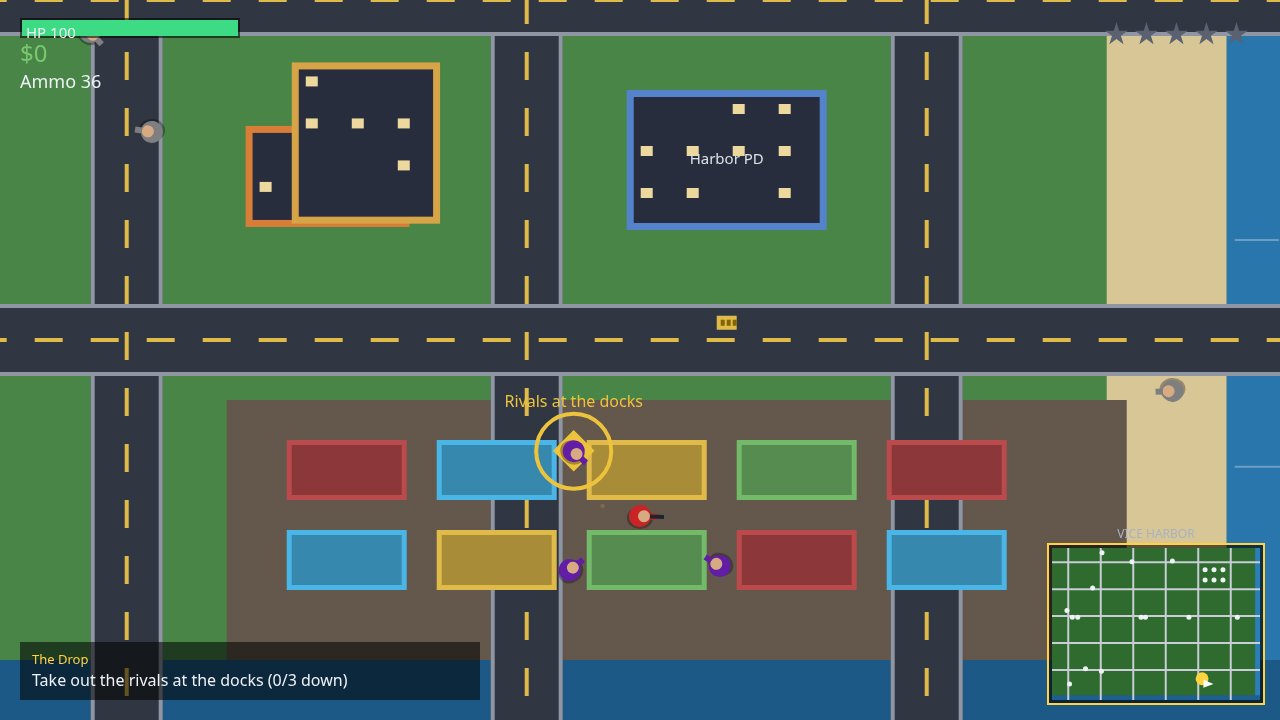 HP 100
$0
Ammo 36
Harbor PD
Rivals at the docks
VICE HARBOR
The Drop
Take out the rivals at the docks (0/3 down)